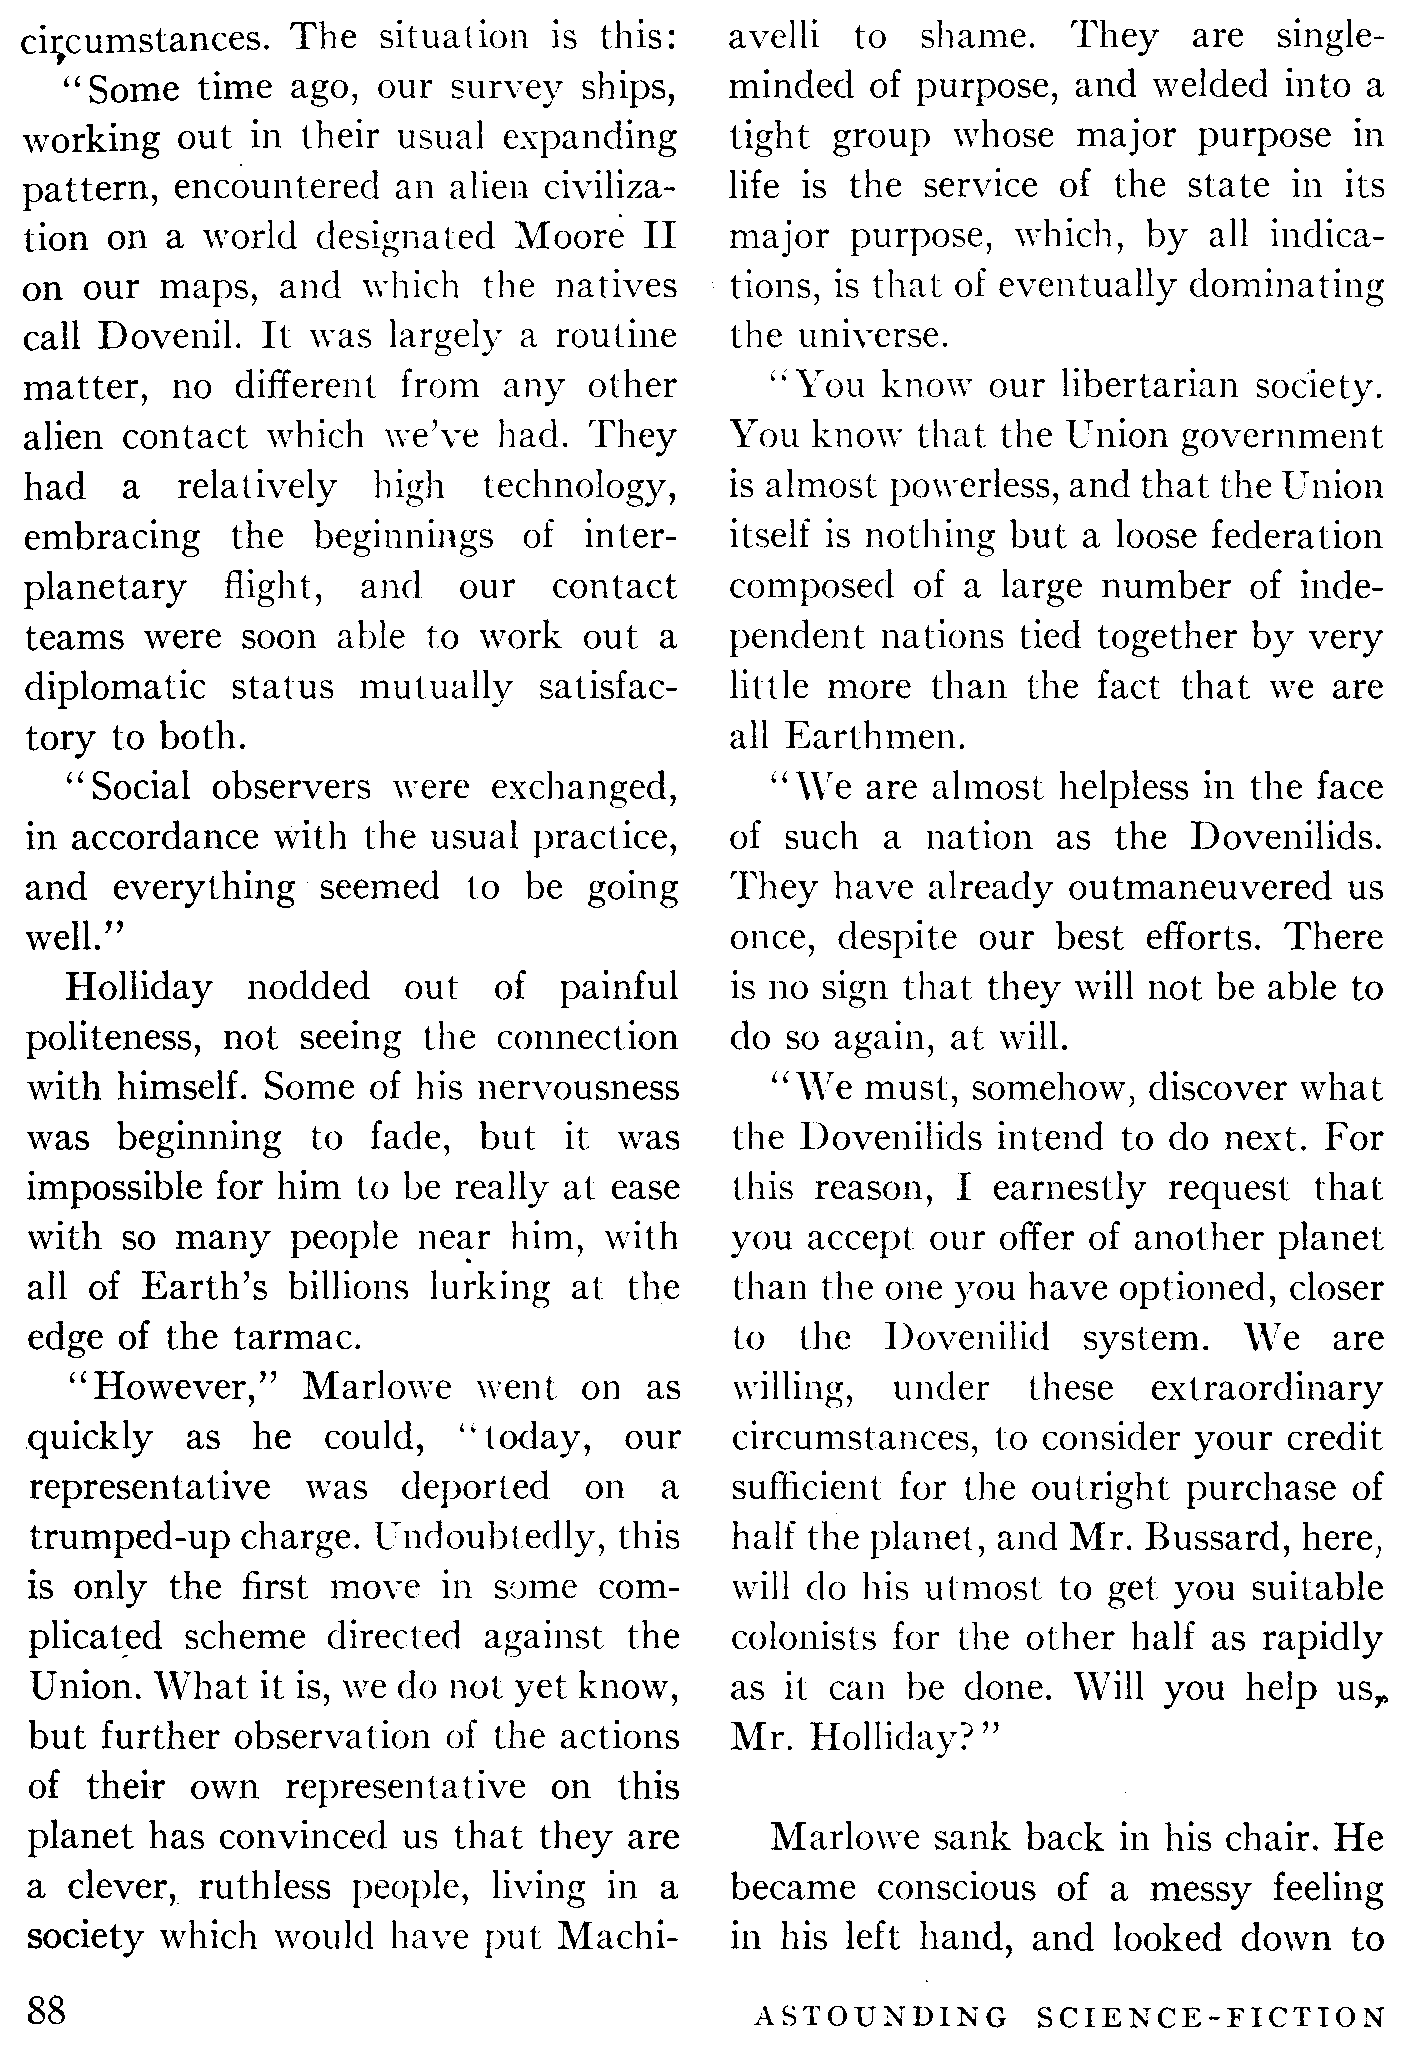 circumstances. The situation is this:
“Some time ago, our survey ships,
working out in their usual expanding
pattern, encountered an alien civiliza-
tion on a world designated Moore II
on our maps, and which the natives
call Dovenil. It was largely a routine
matter, no different from any other
alien contact which we’ve had. They
had a relatively high technology,
embracing the beginnings of inter-
planetary flight, and our contact
teams were soon able to work out a
diplomatic status mutually satisfac-
tory to both.
“Social observers were exchanged,
in accordance with the usual practice,
and everything seemed to be going
well.”
Holliday nodded out of painful
politeness, not seeing the connection
with himself. Some of his nervousness
was beginning to fade, but it was
impossible for him to be really at ease
with so many people near him, with
all of Earth’s billions lurking at the
edge of the tarmac.
“However,” Marlowe went on as
quickly as he could, “today, our
representative was deported on a
trumped-up charge. Undoubtedly, this
is only the first move in some com-
plicated scheme directed against the
Union. What it is, we do not yet know,
but further observation of the actions
of their own representative on this
planet has convinced us that they are
a clever, ruthless people, living in a
society which would have put Machi-
avelli to shame. They are single-
minded of purpose, and welded into a
tight group whose major purpose in
life is the service of the state in its
major purpose, which, by all indica-
tions, is that of eventually dominating
the universe.
“You know our libertarian society.
You know that the Union government
is almost powerless, and that the Union
itself is nothing but a loose federation
composed of a large number of inde-
pendent nations tied together by very
little more than the fact that we are
all Earthmen.
“We are almost helpless in the face
of such a nation as the Dovenilids.
They have already outmaneuvered us
once, despite our best efforts. There
is no sign that they will not be able to
do so again, at will.
“We must, somehow, discover what
the Dovenilids intend to do next. For
this reason, I earnestly request that
you accept our offer of another planet
than the one you have optioned, closer
to the Dovenilid system. We are
willing, under these extraordinary
circumstances, to consider your credit
sufficient for the outright purchase of
half the planet, and Mr. Bussard, here,
will do his utmost to get you suitable
colonists for the other half as rapidly
as it can be done. Will you help us,
Mr. Holliday?”
Marlowe sank back in his chair. He
became conscious of a messy feeling
in his left hand, and looked down to
88
ASTOUNDING SCIENCE-FICTION